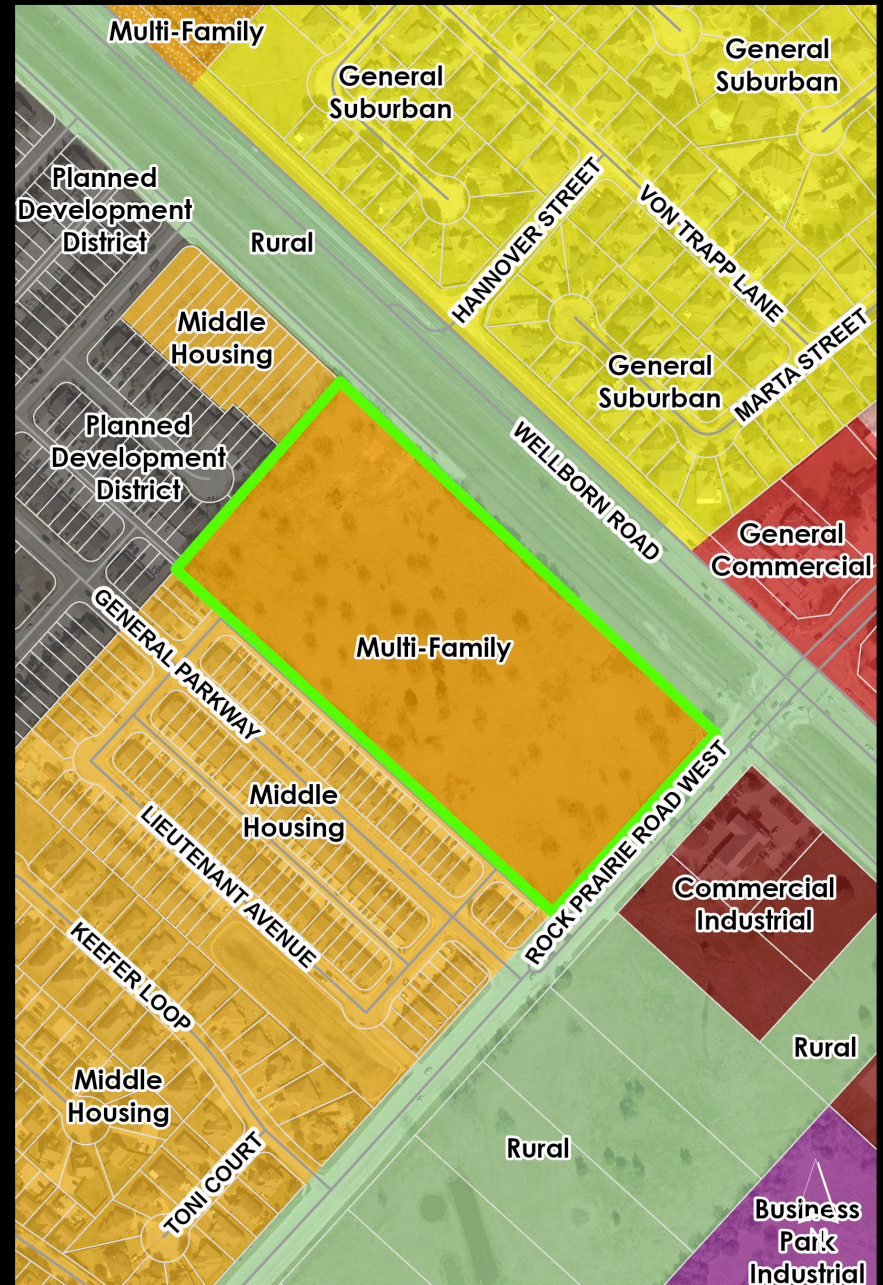 Multi-Family
General
Suburban
General
Suburban
Planned
Development
District
Rural
HANNOVER STREET
VON TRAPP LANE
Middle
Housing
MARTA STREET
General
Suburban
Planned
Development
District
WELLBORN ROAD
General
Commercial
GENERAL PARKWAY
Multi-Family
Middle
Housing
ROCK PRAIRIE ROAD WEST
LIEUTENANT AVENUE
Commercial
Industrial
KEEFER LOOP
Rural
Middle
Housing
Rural
TONI COURT
Business
Park
Industrial